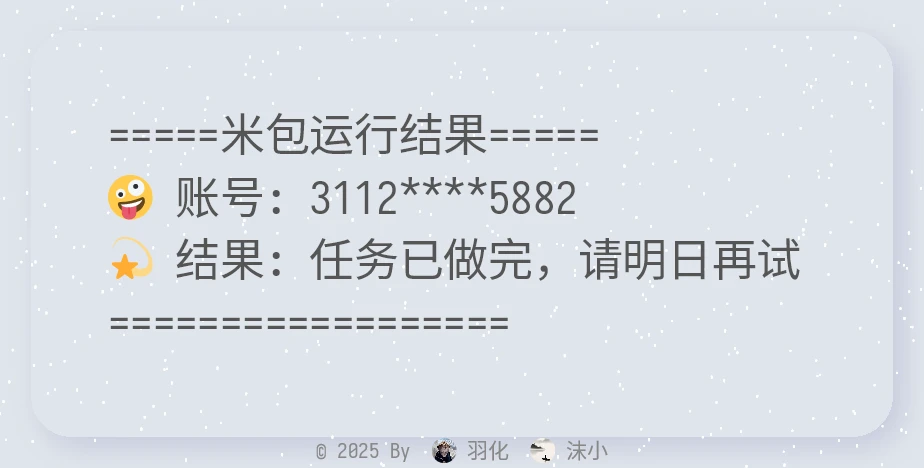 =====米包运行结果=====
🤪 账号：3112****5882
💫 结果：任务已做完，请明日再试
==================
© 2025 By 羽化 沫小